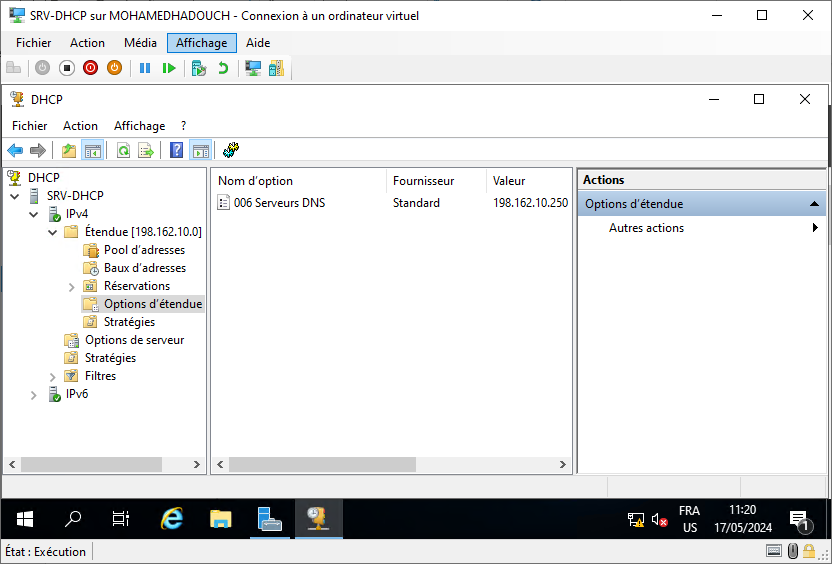 SRV-DHCP sur MOHAMEDHADOUCH - Connexion à un ordinateur virtuel
Fichier Action Média Affichage Aide
DHCP
Fichier Action Affichage ?
DHCP
SRV-DHCP
IPv4
Étendue [198.162.10.0]
Pool d'adresses
Baux d'adresses
Réservations
Options d'étendue
Stratégies
Options de serveur
Stratégies
Filtres
IPv6
Nom d'option Fournisseur Valeur
006 Serveurs DNS Standard 198.162.10.250
Actions
Options d'étendue
Autres actions
FRA
US
11:20
17/05/2024
1
État : Exécution